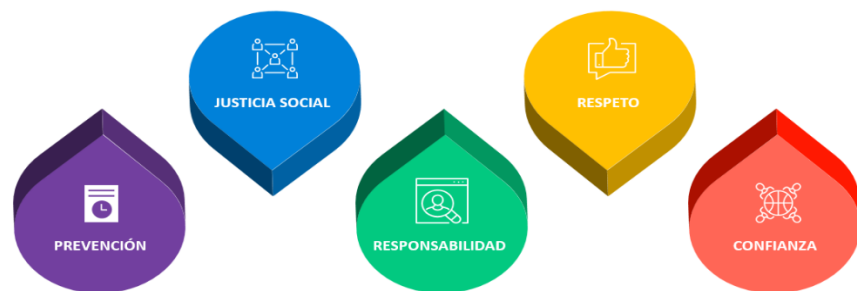 JUSTICIA SOCIAL
RESPETO
PREVENCIÓN
RESPONSABILIDAD
CONFIANZA